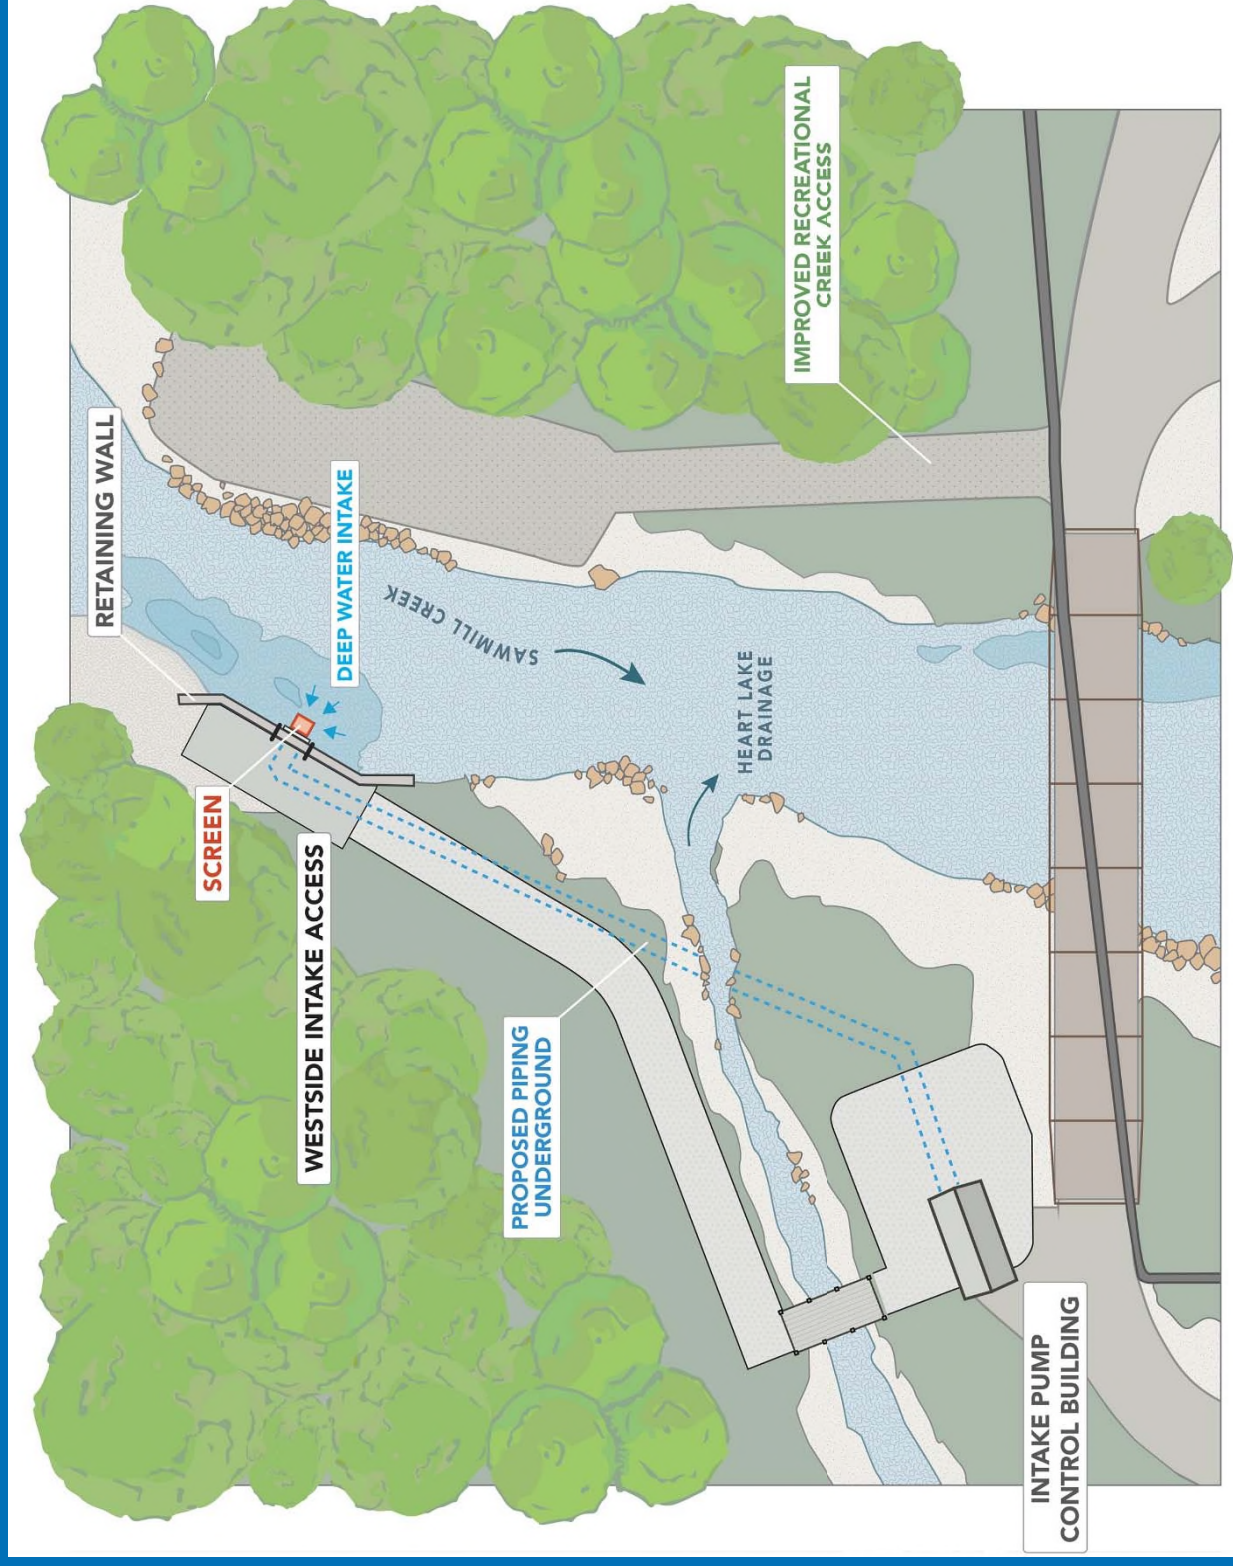 RETAINING WALL
SCREEN
DEEP WATER INTAKE
WESTSIDE INTAKE ACCESS
SAWMILL CREEK
PROPOSED PIPING
UNDERGROUND
HEART LAKE
DRAINAGE
IMPROVED RECREATIONAL
CREEK ACCESS
INTAKE PUMP
CONTROL BUILDING